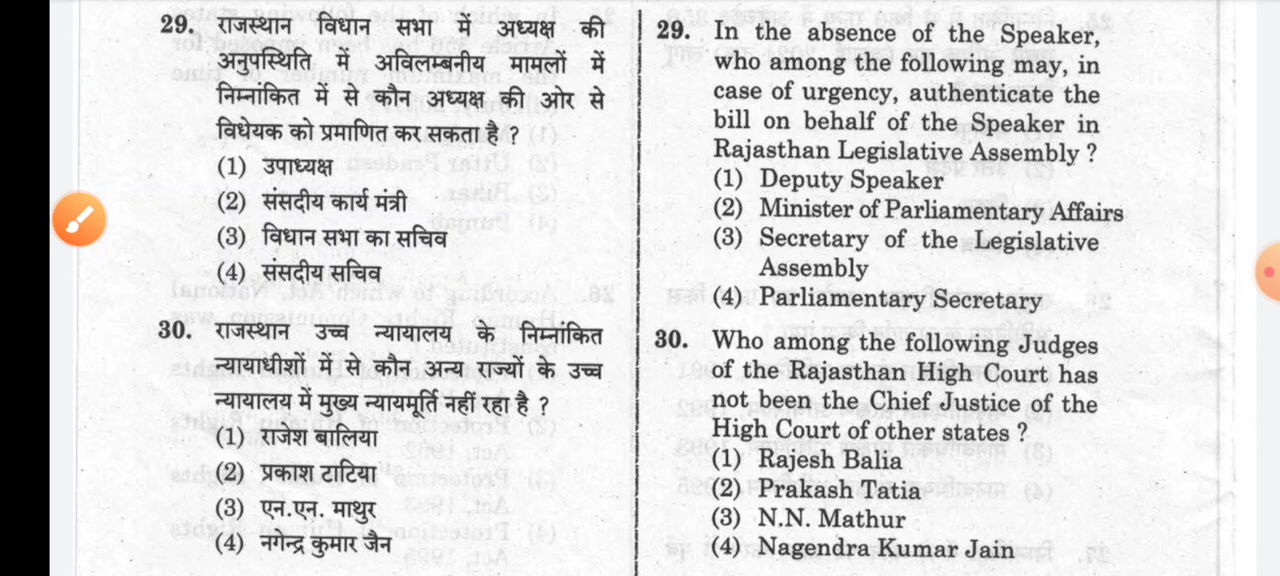 29. राजस्थान विधान सभा में अध्यक्ष की
अनुपस्थिति में अविलम्बनीय मामलों में
निम्नांकित में से कौन अध्यक्ष की ओर से
विधेयक को प्रमाणित कर सकता है ?
(1) उपाध्यक्ष
(2) संसदीय कार्य मंत्री
(3) विधान सभा का सचिव
(4) संसदीय सचिव
30. राजस्थान उच्च न्यायालय के निम्नांकित
न्यायाधीशों में से कौन अन्य राज्यों के उच्च
न्यायालय में मुख्य न्यायमूर्ति नहीं रहा है ?
(1) राजेश बालिया
(2) प्रकाश टाटिया
(3) एन.एन. माथुर
(4) नगेन्द्र कुमार जैन
29. In the absence of the Speaker,
who among the following may, in
case of urgency, authenticate the
bill on behalf of the Speaker in
Rajasthan Legislative Assembly ?
(1) Deputy Speaker
(2) Minister of Parliamentary Affairs
(3) Secretary of the Legislative
Assembly
(4) Parliamentary Secretary
30. Who among the following Judges
of the Rajasthan High Court has
not been the Chief Justice of the
High Court of other states ?
(1) Rajesh Balia
(2) Prakash Tatia
(3) N.N. Mathur
(4) Nagendra Kumar Jain